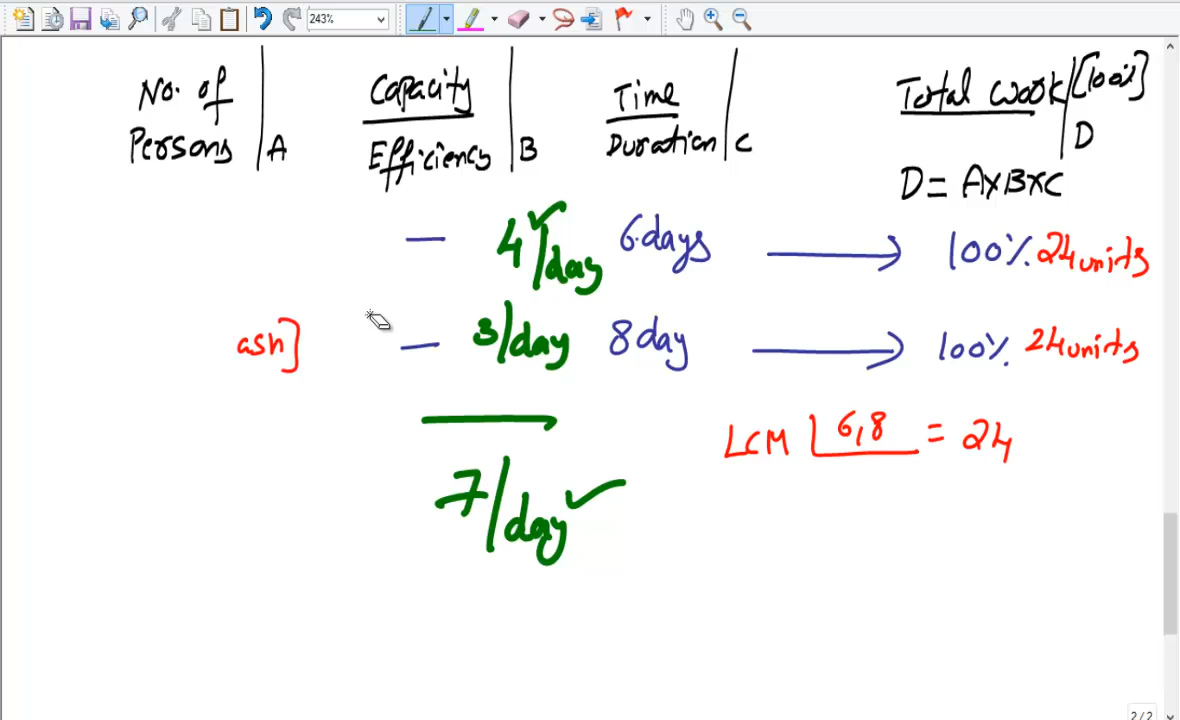 243%
No. of Persons | A
Capacity
Efficiency | B
Time
Duration | C
Total work/[100%]
D
D = A×B×C
— 4/day 6 days → 100% 24 units
ash] — 3/day 8 day → 100% 24 units
LCM 6,8 = 24
7/day
2/2